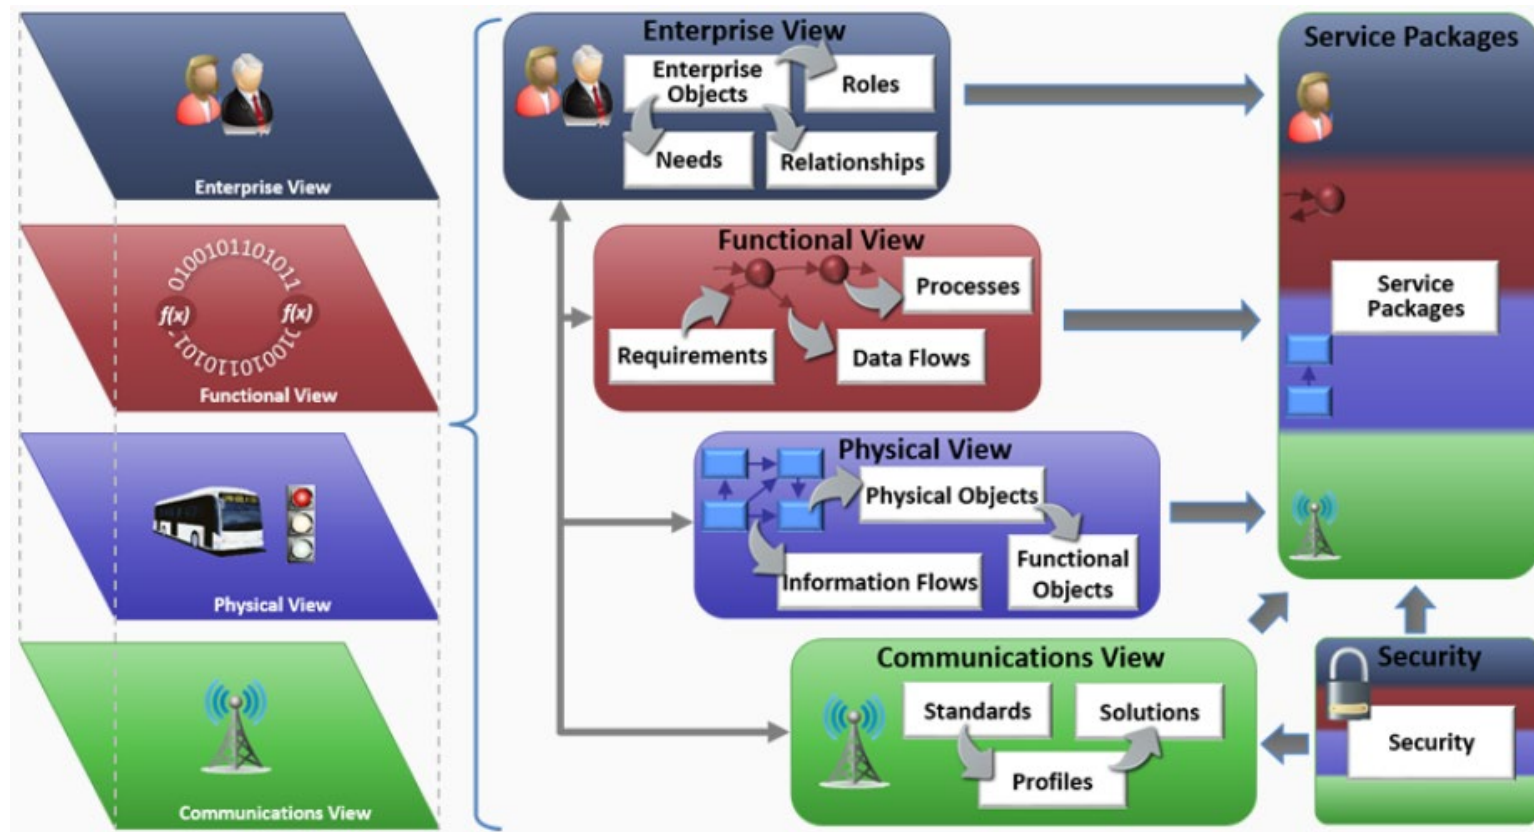 Enterprise View
0100101101011
f(x)
f(x)
Functional View
Physical View
Communications View
Enterprise View
Enterprise
Objects
Roles
Needs
Relationships
Functional View
Processes
Requirements
Data Flows
Physical View
Physical Objects
Information Flows
Functional
Objects
Communications View
Standards
Solutions
Profiles
Service Packages
Service
Packages
Security
Security